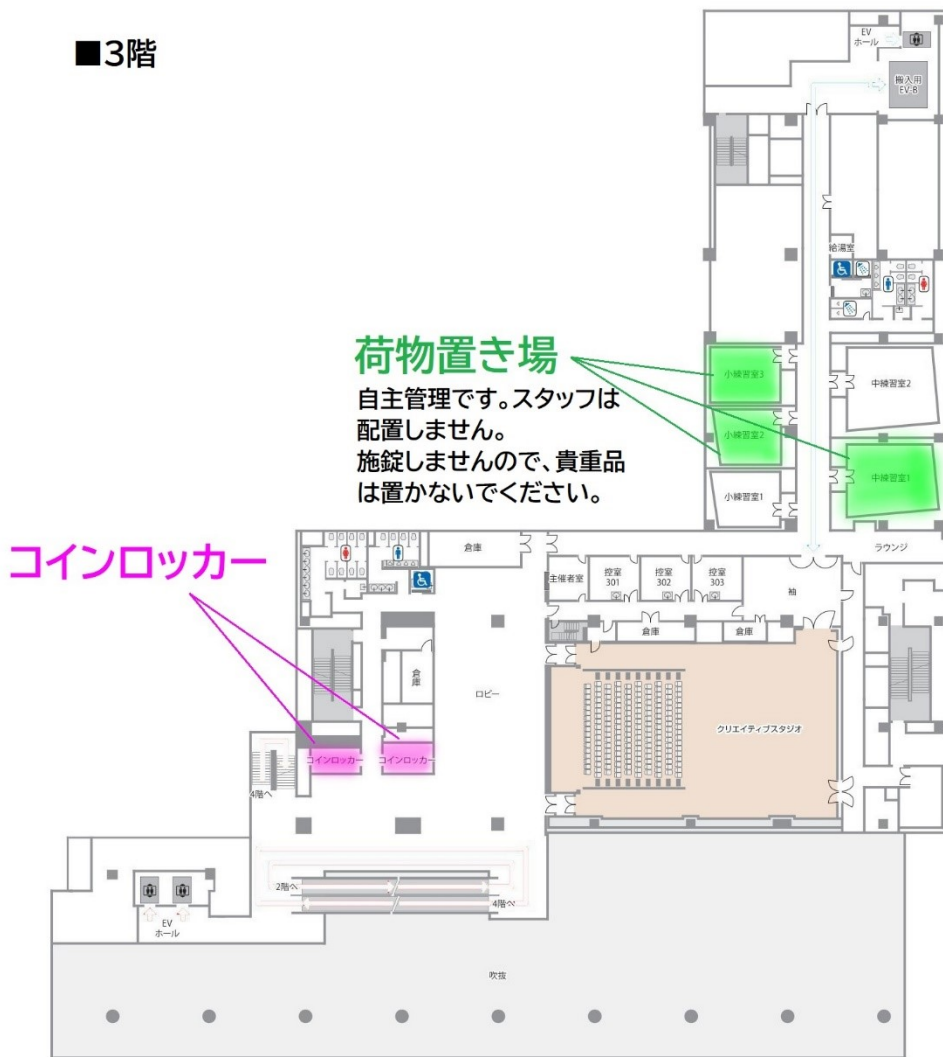 ■3階
EV
ホール
搬入用
EV-B
給湯室
荷物置き場
自主管理です。スタッフは
配置しません。
施錠しませんので、貴重品
は置かないでください。
小練習室3
小練習室2
小練習室1
中練習室2
中練習室1
ラウンジ
コインロッカー
倉庫
主催者室
控室
301
控室
302
控室
303
袖
倉庫
倉庫
倉庫
ロビー
クリエイティブスタジオ
コインロッカー
コインロッカー
4階へ
2階へ
4階へ
EV
ホール
吹抜